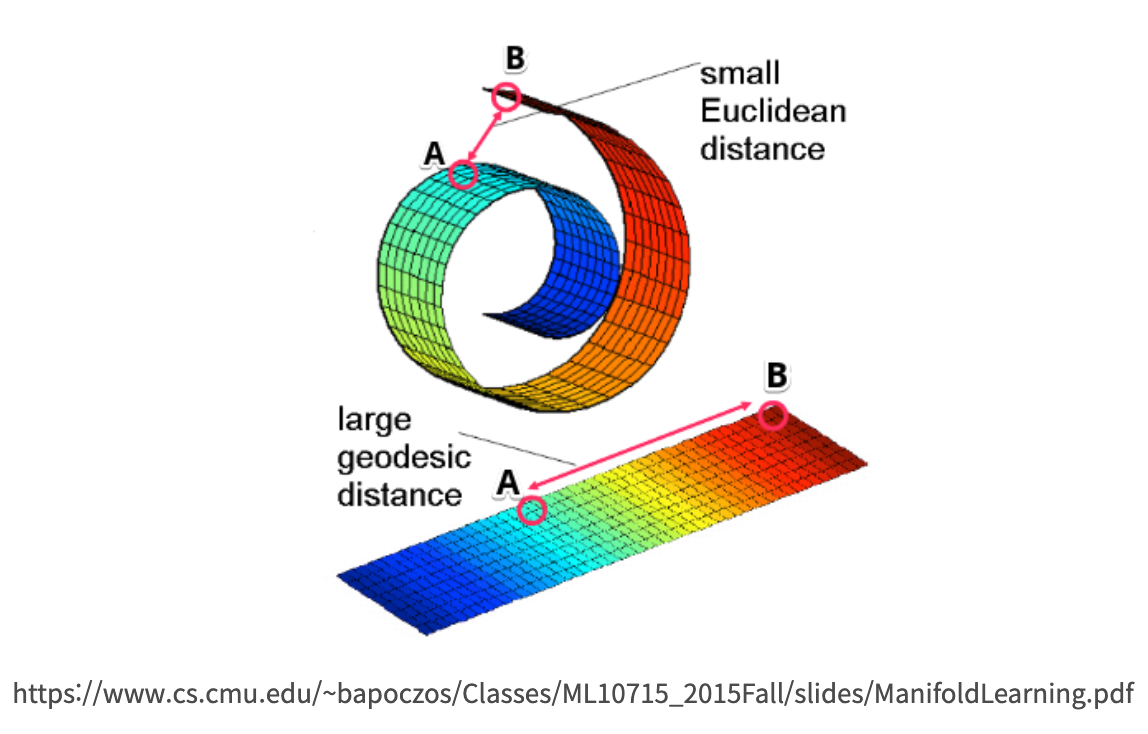 B
small
Euclidean
distance
A
B
large
geodesic
distance
A
https://www.cs.cmu.edu/~bapoczos/Classes/ML10715_2015Fall/slides/ManifoldLearning.pdf